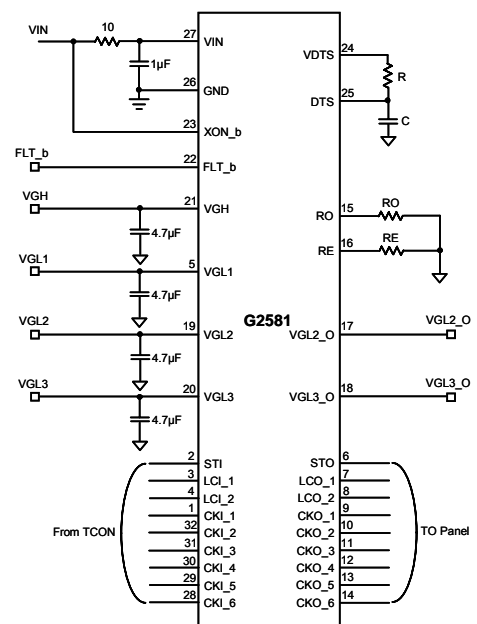 VIN
10
27
VIN
1µF
26
GND
23
XON_b
FLT_b
22
FLT_b
VGH
21
VGH
4.7µF
VGL1
5
VGL1
4.7µF
VGL2
19
VGL2
4.7µF
VGL3
20
VGL3
4.7µF
2
STI
3
LCI_1
4
LCI_2
1
CKI_1
32
CKI_2
31
CKI_3
30
CKI_4
29
CKI_5
28
CKI_6
From TCON
G2581
VDTS
24
R
DTS
25
C
RO
15
RO
RE
16
RE
VGL2_O
17
VGL2_O
VGL3_O
18
VGL3_O
STO
6
LCO_1
7
LCO_2
8
CKO_1
9
CKO_2
10
CKO_3
11
CKO_4
12
CKO_5
13
CKO_6
14
TO Panel